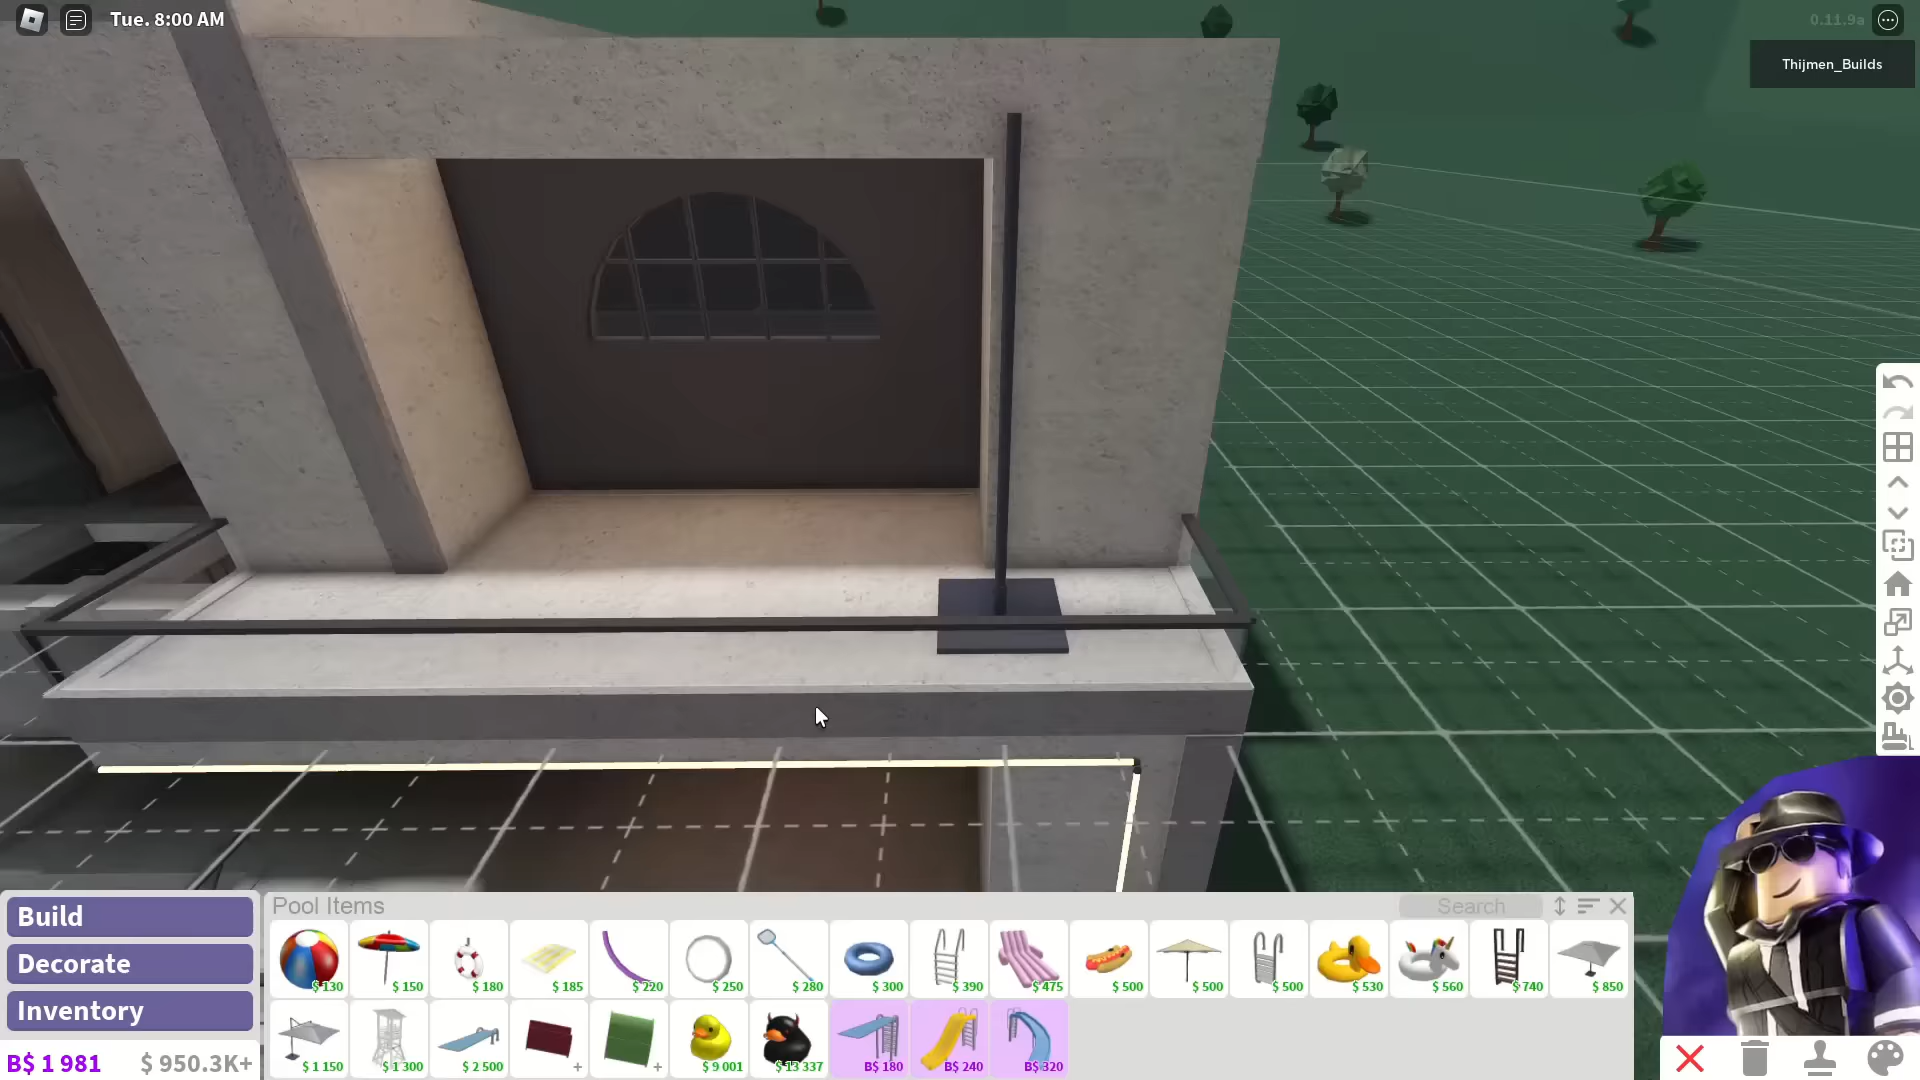 Tue. 8:00 AM
0.11.9a
Thijmen_Builds
Build
Decorate
Inventory
B$ 1 981
$ 950.3K+
Pool Items
Search
$ 130
$ 150
$ 180
$ 185
$ 220
$ 250
$ 280
$ 300
$ 390
$ 475
$ 500
$ 500
$ 500
$ 530
$ 560
$ 740
$ 850
$ 1 150
$ 1 300
$ 2 500
+
+
$ 9 001
$ 13 337
B$ 180
B$ 240
B$ 320